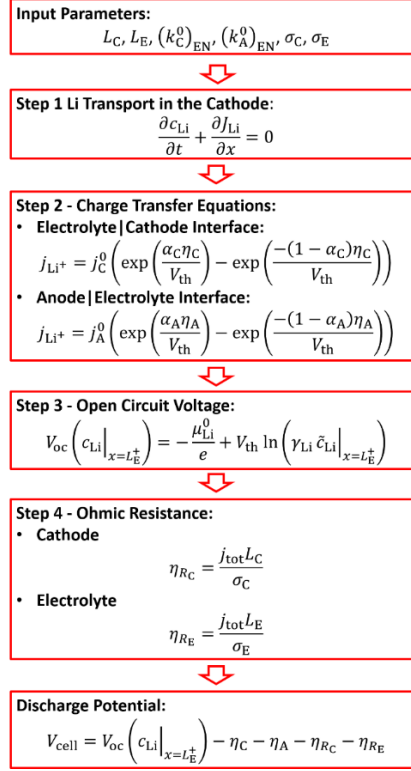 Input Parameters:
L_C, L_E, (k_C^0)_EN, (k_A^0)_EN, σ_C, σ_E
Step 1 Li Transport in the Cathode:
∂c_Li/∂t + ∂J_Li/∂x = 0
Step 2 - Charge Transfer Equations:
• Electrolyte|Cathode Interface:
j_Li⁺ = j_C^0 (exp(α_C η_C / V_th) − exp(−(1 − α_C)η_C / V_th))
• Anode|Electrolyte Interface:
j_Li⁺ = j_A^0 (exp(α_A η_A / V_th) − exp(−(1 − α_A)η_A / V_th))
Step 3 - Open Circuit Voltage:
V_oc (c_Li|_{x=L_E^+}) = − μ_Li^0 / e + V_th ln (γ_Li c̃_Li|_{x=L_E^+})
Step 4 - Ohmic Resistance:
• Cathode
η_{R_C} = j_tot L_C / σ_C
• Electrolyte
η_{R_E} = j_tot L_E / σ_E
Discharge Potential:
V_cell = V_oc (c_Li|_{x=L_E^+}) − η_C − η_A − η_{R_C} − η_{R_E}